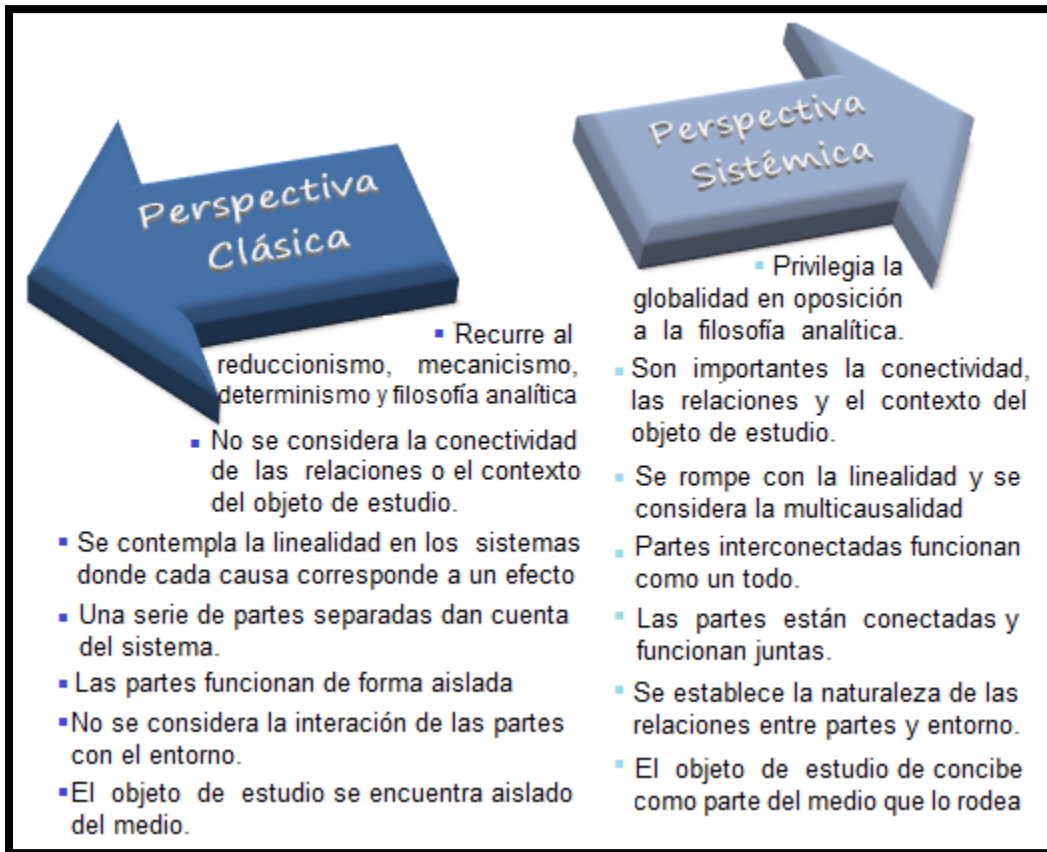 Perspectiva
Clásica
▪ Recurre al
reduccionismo, mecanicismo,
determinismo y filosofía analítica
▪ No se considera la conectividad
de las relaciones o el contexto
del objeto de estudio.
▪ Se contempla la linealidad en los sistemas
donde cada causa corresponde a un efecto
▪ Una serie de partes separadas dan cuenta
del sistema.
▪ Las partes funcionan de forma aislada
▪ No se considera la interación de las partes
con el entorno.
▪ El objeto de estudio se encuentra aislado
del medio.
Perspectiva
Sistémica
▪ Privilegia la
globalidad en oposición
a la filosofía analítica.
▪ Son importantes la conectividad,
las relaciones y el contexto del
objeto de estudio.
▪ Se rompe con la linealidad y se
considera la multicausalidad
▪ Partes interconectadas funcionan
como un todo.
▪ Las partes están conectadas y
funcionan juntas.
▪ Se establece la naturaleza de las
relaciones entre partes y entorno.
▪ El objeto de estudio de concibe
como parte del medio que lo rodea